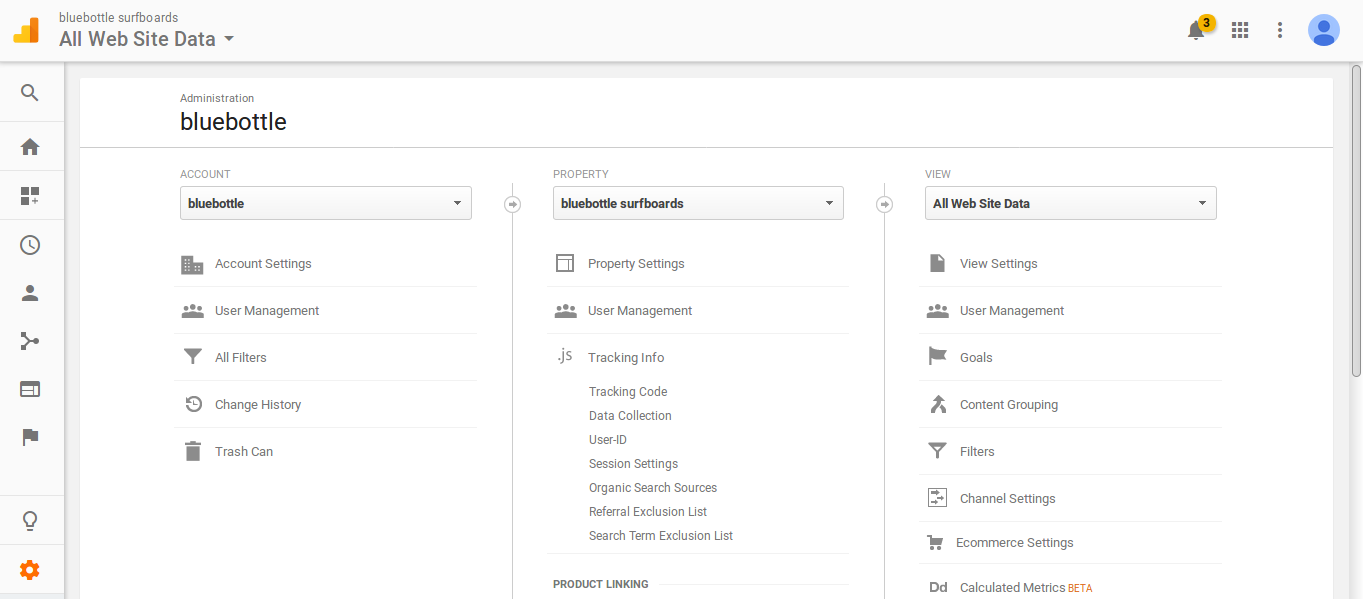 bluebottle surfboards
All Web Site Data
3
Administration
bluebottle
ACCOUNT
bluebottle
Account Settings
User Management
All Filters
Change History
Trash Can
PROPERTY
bluebottle surfboards
Property Settings
User Management
.js Tracking Info
Tracking Code
Data Collection
User-ID
Session Settings
Organic Search Sources
Referral Exclusion List
Search Term Exclusion List
PRODUCT LINKING
VIEW
All Web Site Data
View Settings
User Management
Goals
Content Grouping
Filters
Channel Settings
Ecommerce Settings
Dd Calculated Metrics BETA